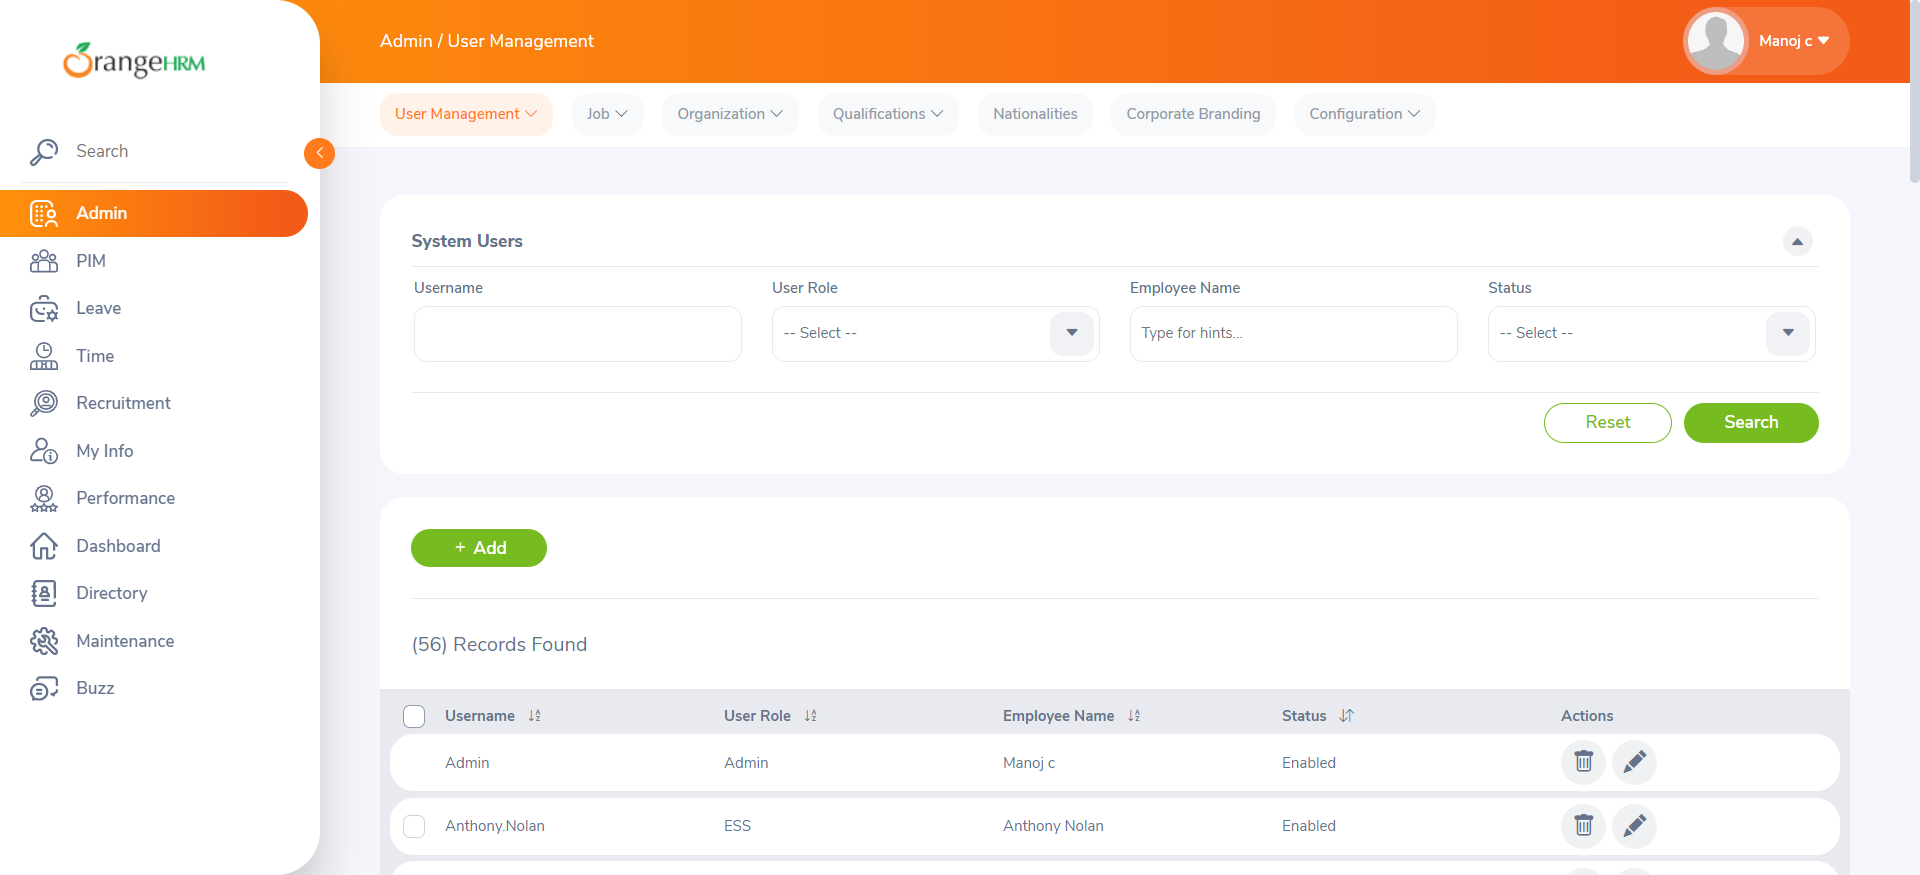 OrangeHRM
Admin / User Management
Manoj c
User Management
Job
Organization
Qualifications
Nationalities
Corporate Branding
Configuration
Search
Admin
PIM
Leave
Time
Recruitment
My Info
Performance
Dashboard
Directory
Maintenance
Buzz
System Users
Username
User Role
Employee Name
Status
-- Select --
Type for hints...
-- Select --
Reset
Search
+ Add
(56) Records Found
Username User Role Employee Name Status Actions
Admin Admin Manoj c Enabled
Anthony.Nolan ESS Anthony Nolan Enabled